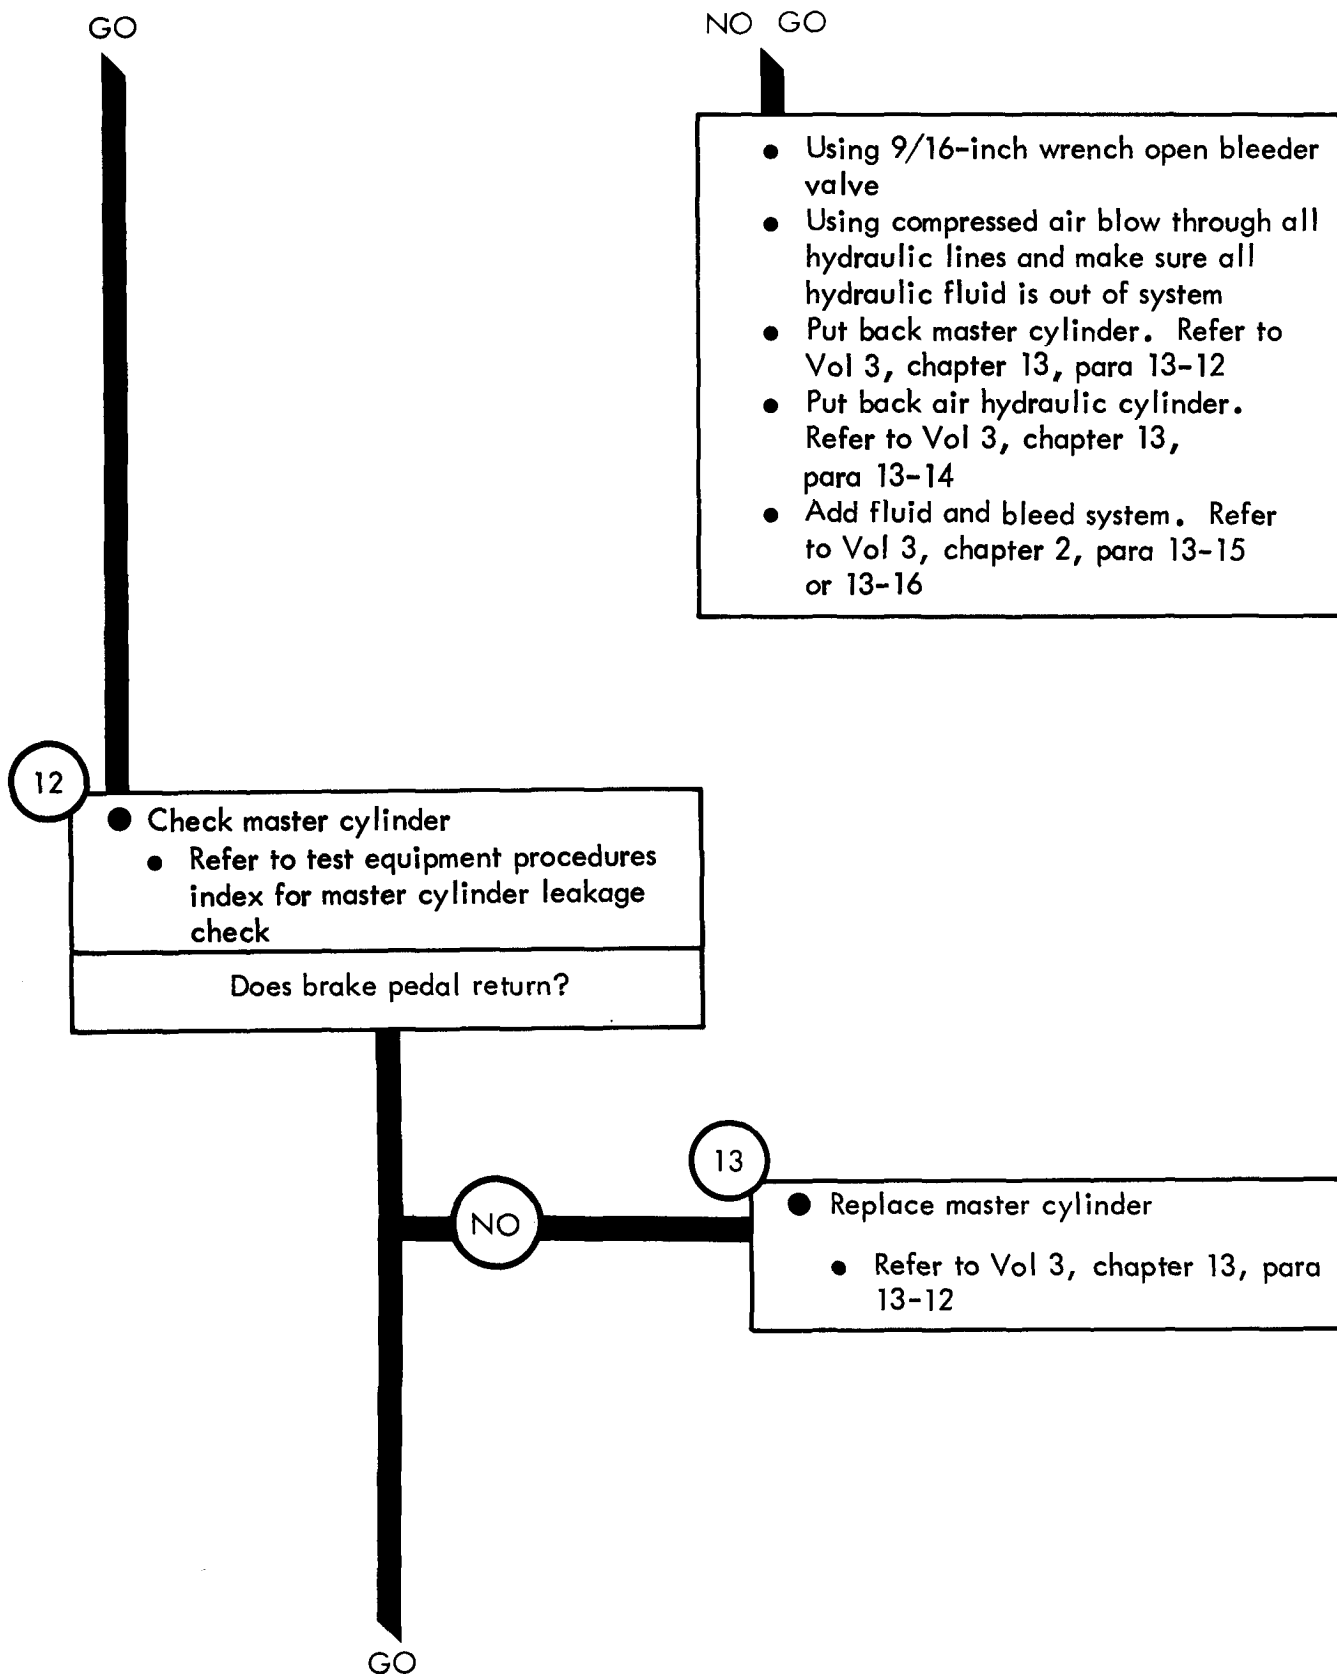 GO
NO GO
● Using 9/16-inch wrench open bleeder
valve
● Using compressed air blow through all
hydraulic lines and make sure all
hydraulic fluid is out of system
● Put back master cylinder. Refer to
Vol 3, chapter 13, para 13-12
● Put back air hydraulic cylinder.
Refer to Vol 3, chapter 13,
para 13-14
● Add fluid and bleed system. Refer
to Vol 3, chapter 2, para 13-15
or 13-16
12
● Check master cylinder
● Refer to test equipment procedures
index for master cylinder leakage
check
Does brake pedal return?
NO
13
● Replace master cylinder
● Refer to Vol 3, chapter 13, para
13-12
GO